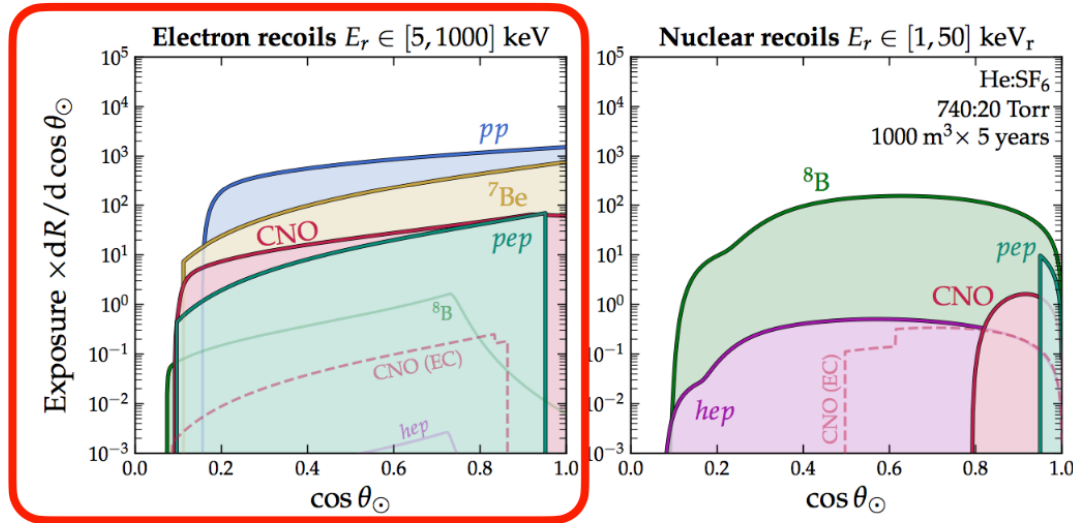 Electron recoils E_r ∈ [5, 1000] keV
Exposure ×dR/d cos θ_⊙
10^5
10^4
10^3
10^2
10^1
10^0
10^−1
10^−2
10^−3
pp
^7Be
CNO
pep
^8B
CNO (EC)
hep
0.0 0.2 0.4 0.6 0.8 1.0
cos θ_⊙
Nuclear recoils E_r ∈ [1, 50] keV_r
He:SF_6
740:20 Torr
1000 m^3 × 5 years
10^5
10^4
10^3
10^2
10^1
10^0
10^−1
10^−2
10^−3
^8B
pep
CNO
CNO (EC)
hep
0.0 0.2 0.4 0.6 0.8 1.0
cos θ_⊙